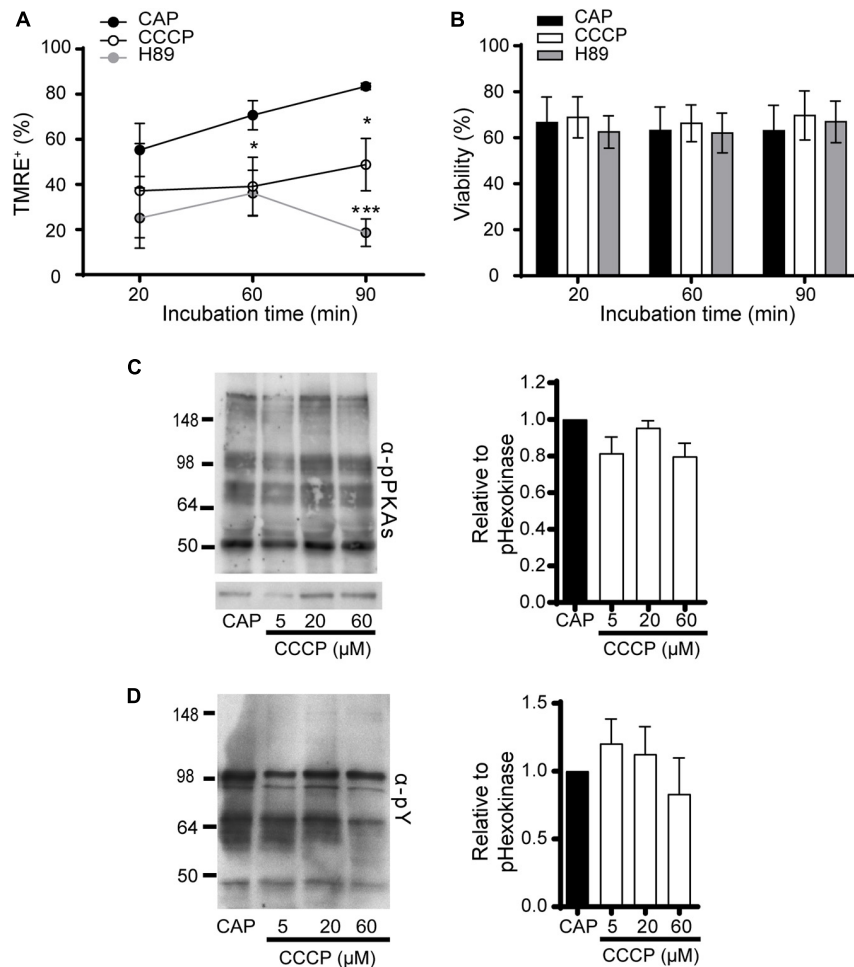 A
CAP
CCCP
H89
100
80
60
40
20
0
TMRE+ (%)
*
*
***
20 60 90
Incubation time (min)
B
CAP
CCCP
H89
100
80
60
40
20
0
Viability (%)
20 60 90
Incubation time (min)
C
148
98
64
50
α-pPKAs
CAP 5 20 60
CCCP (µM)
1.2
1.0
0.8
0.6
0.4
0.2
0.0
Relative to
pHexokinase
CAP 5 20 60
CCCP (µM)
D
148
98
64
50
α-pY
CAP 5 20 60
CCCP (µM)
1.5
1.0
0.5
0.0
Relative to
pHexokinase
CAP 5 20 60
CCCP (µM)